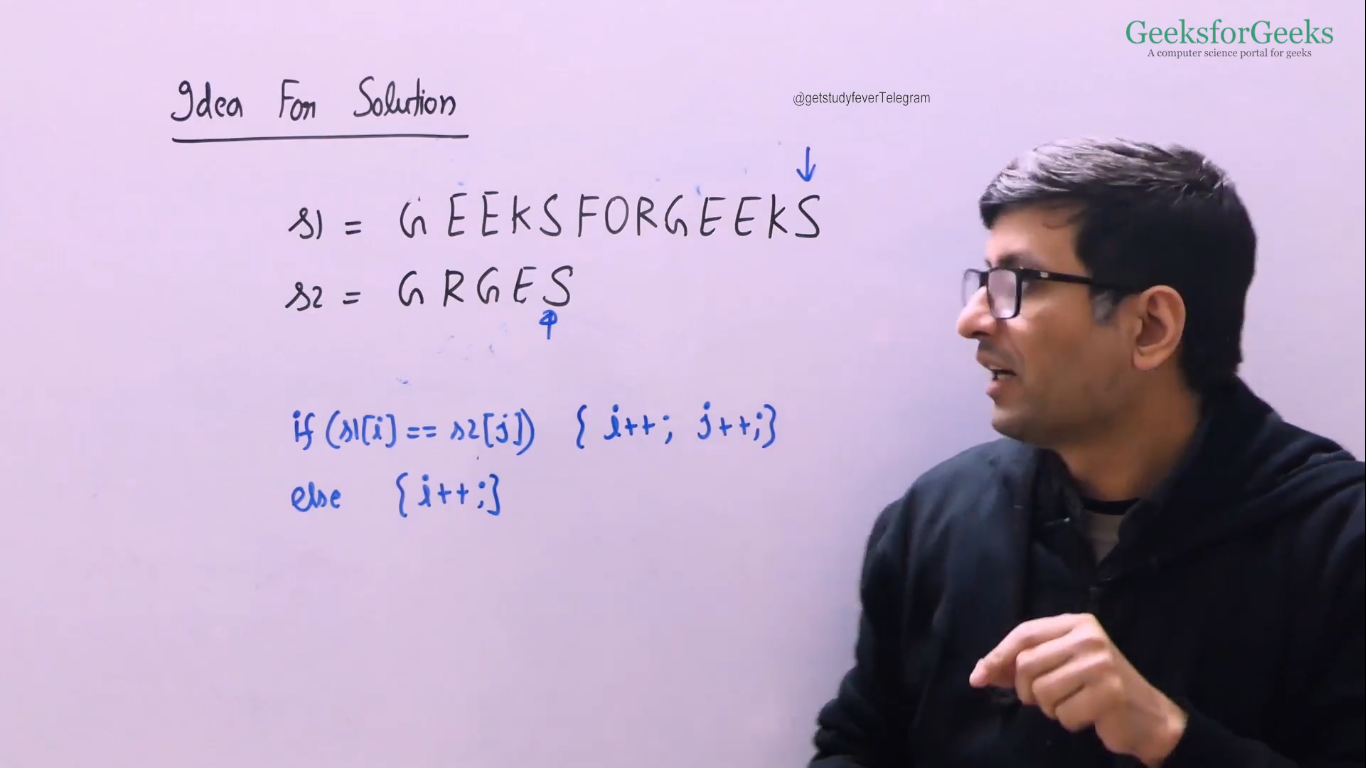 GeeksforGeeks
A computer science portal for geeks
Idea For Solution
@getstudyfeverTelegram
s1 = GEEKSFORGEEKS
s2 = GRGES
if (s1[i] == s2[j]) { i++; j++;}
else { i++;}